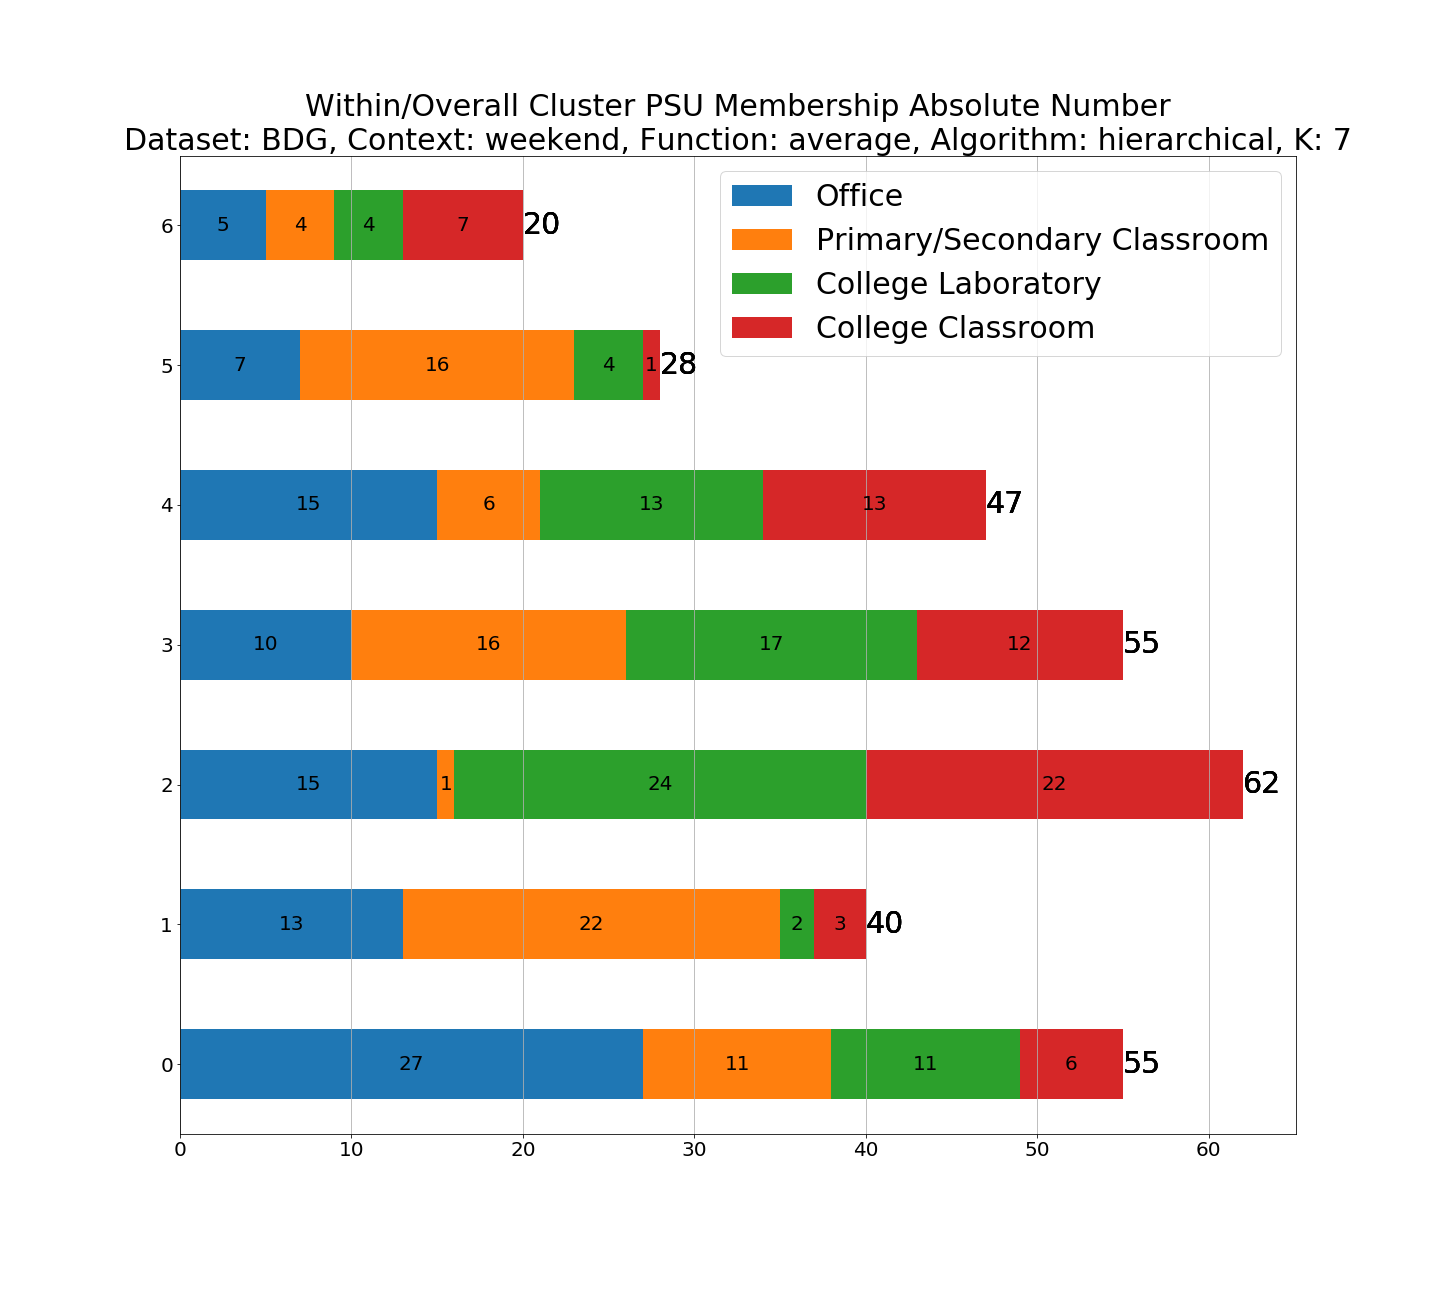 Within/Overall Cluster PSU Membership Absolute Number
Dataset: BDG, Context: weekend, Function: average, Algorithm: hierarchical, K: 7
Office
Primary/Secondary Classroom
College Laboratory
College Classroom
6 5 4 4 7 20
5 7 16 4 1 28
4 15 6 13 13 47
3 10 16 17 12 55
2 15 1 24 22 62
1 13 22 2 3 40
0 27 11 11 6 55
0 10 20 30 40 50 60